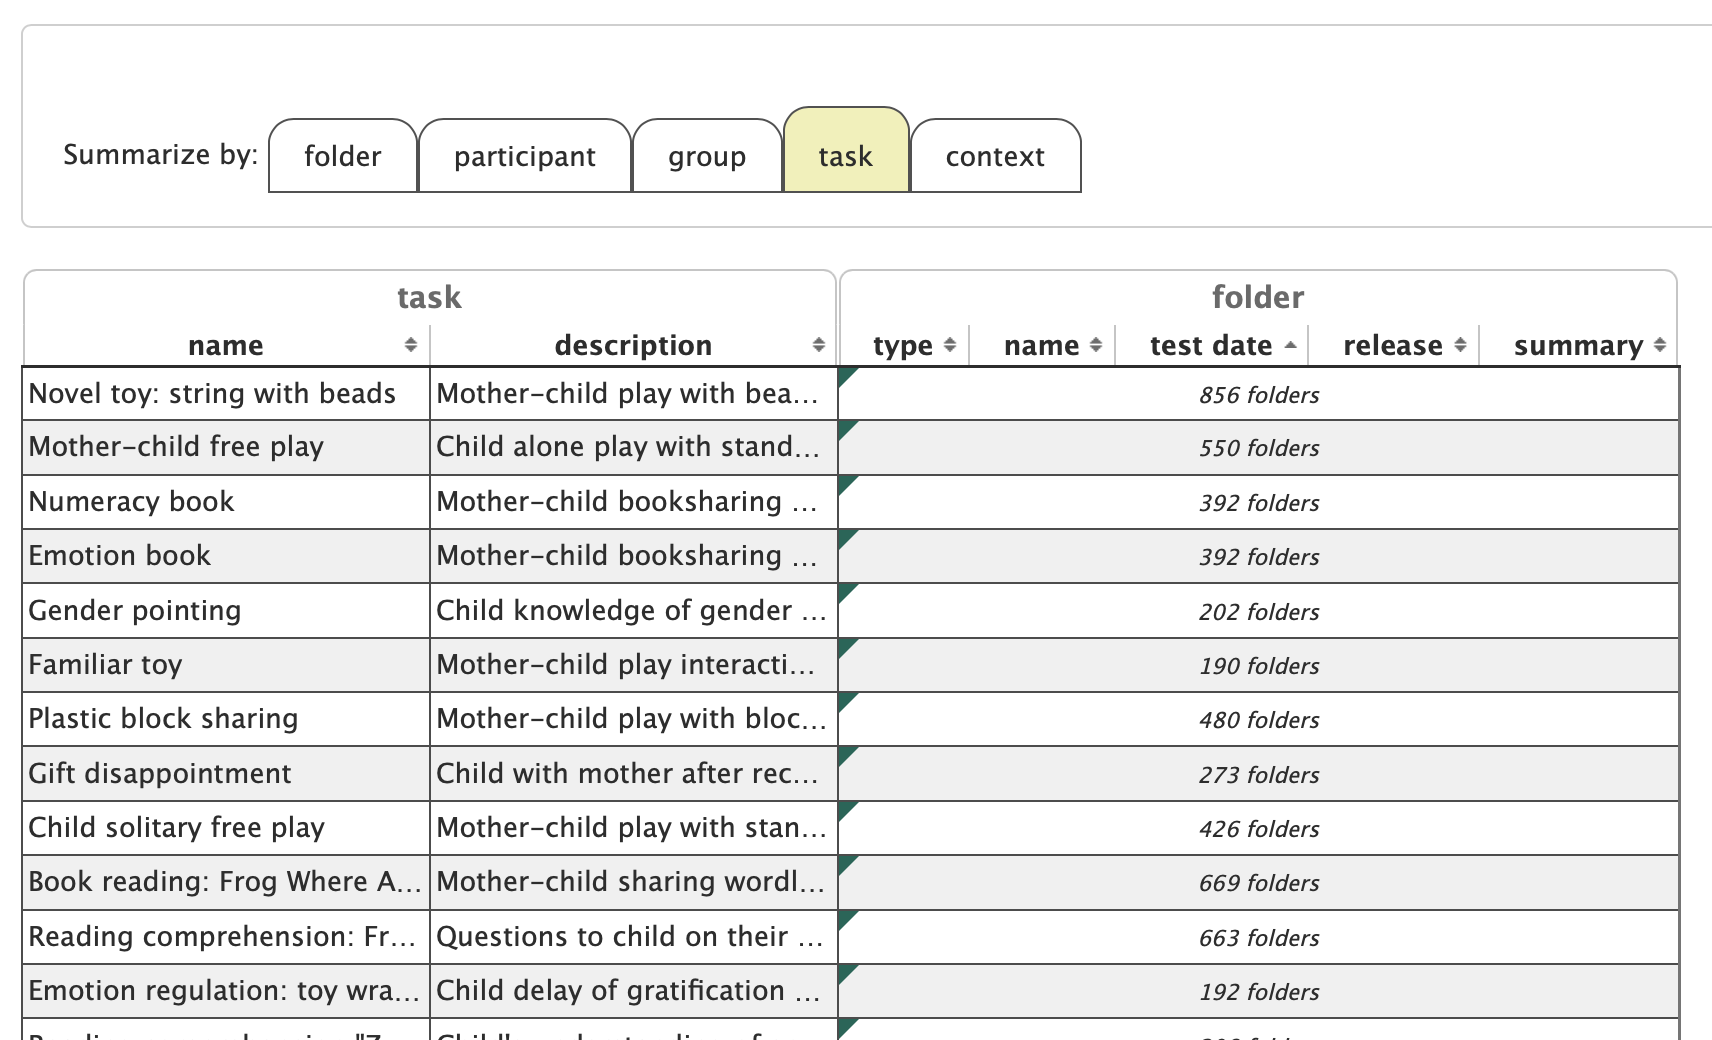 Summarize by: folder participant group task context
task folder
name description type name test date release summary
Novel toy: string with beads Mother-child play with bea... 856 folders
Mother-child free play Child alone play with stand... 550 folders
Numeracy book Mother-child booksharing ... 392 folders
Emotion book Mother-child booksharing ... 392 folders
Gender pointing Child knowledge of gender ... 202 folders
Familiar toy Mother-child play interacti... 190 folders
Plastic block sharing Mother-child play with bloc... 480 folders
Gift disappointment Child with mother after rec... 273 folders
Child solitary free play Mother-child play with stan... 426 folders
Book reading: Frog Where A... Mother-child sharing wordl... 669 folders
Reading comprehension: Fr... Questions to child on their ... 663 folders
Emotion regulation: toy wra... Child delay of gratification ... 192 folders